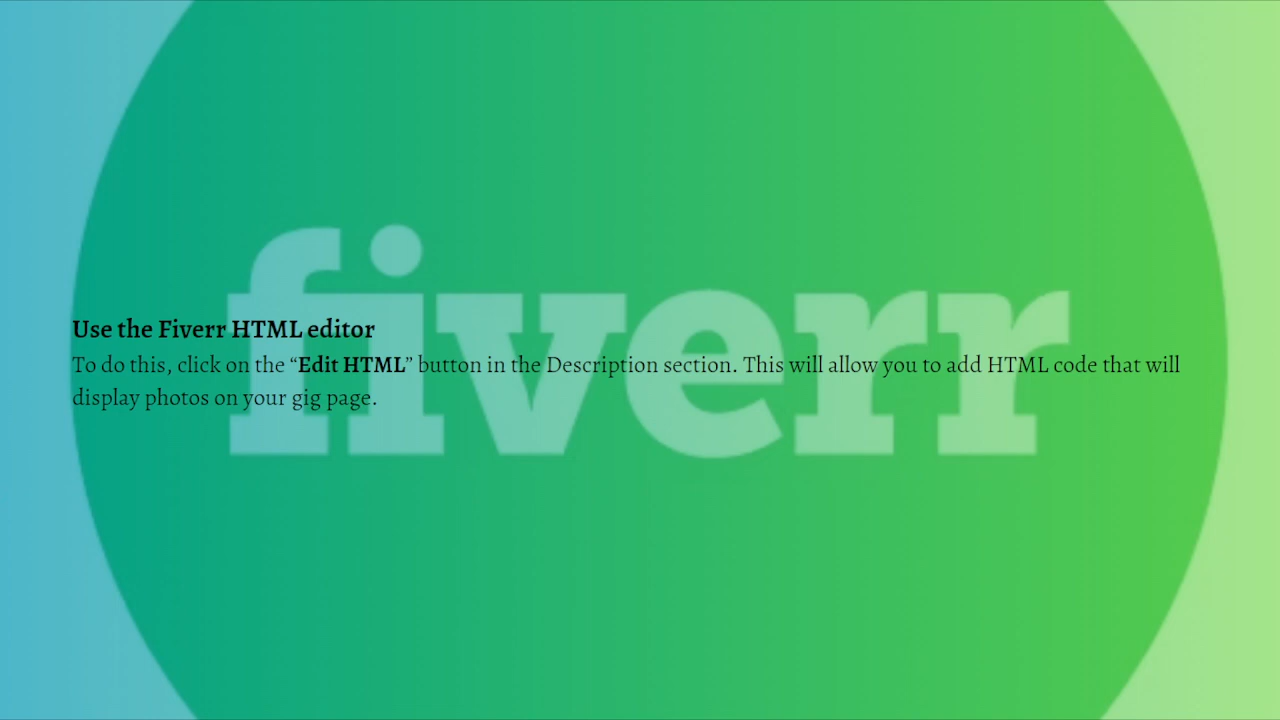 fiverr
Use the Fiverr HTML editor
To do this, click on the “Edit HTML” button in the Description section. This will allow you to add HTML code that will
display photos on your gig page.